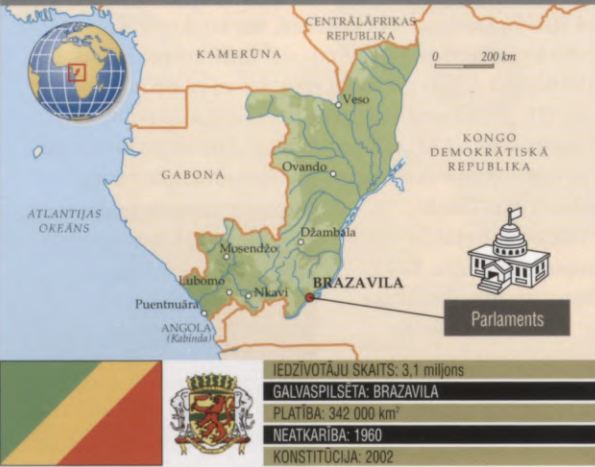 CENTRĀLĀFRIKAS
REPUBLIKA
KAMERŪNA
0 200 km
Veso
KONGO
DEMOKRĀTISKĀ
REPUBLIKA
Ovando
GABONA
ATLANTIJAS
OKEĀNS
Džambala
Mosendžo
Lubomo
Nkavi
BRAZAVILA
Puentnuāra
ANGOLA
(Kabinda)
Parlaments
IEDZĪVOTĀJU SKAITS: 3,1 miljons
GALVASPILSĒTA: BRAZAVILA
PLATĪBA: 342 000 km²
NEATKARĪBA: 1960
KONSTITŪCIJA: 2002